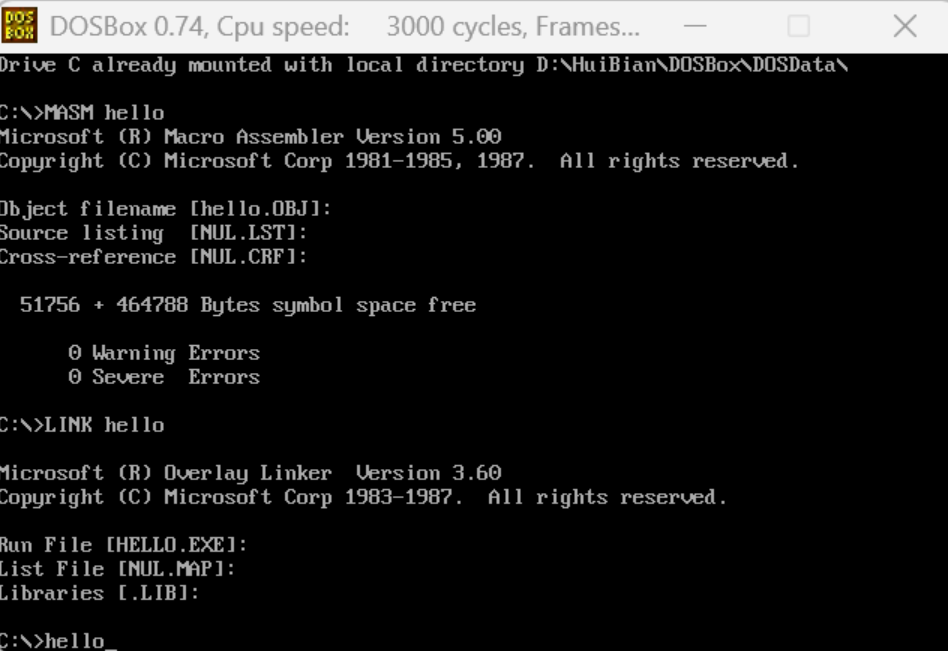 DOS
BOX
DOSBox 0.74, Cpu speed: 3000 cycles, Frames...
Drive C already mounted with local directory D:\HuiBian\DOSBox\DOSData\
C:\>MASM hello
Microsoft (R) Macro Assembler Version 5.00
Copyright (C) Microsoft Corp 1981-1985, 1987.  All rights reserved.
Object filename [hello.OBJ]:
Source listing  [NUL.LST]:
Cross-reference [NUL.CRF]:
51756 + 464788 Bytes symbol space free
0 Warning Errors
0 Severe  Errors
C:\>LINK hello
Microsoft (R) Overlay Linker  Version 3.60
Copyright (C) Microsoft Corp 1983-1987.  All rights reserved.
Run File [HELLO.EXE]:
List File [NUL.MAP]:
Libraries [.LIB]:
C:\>hello_